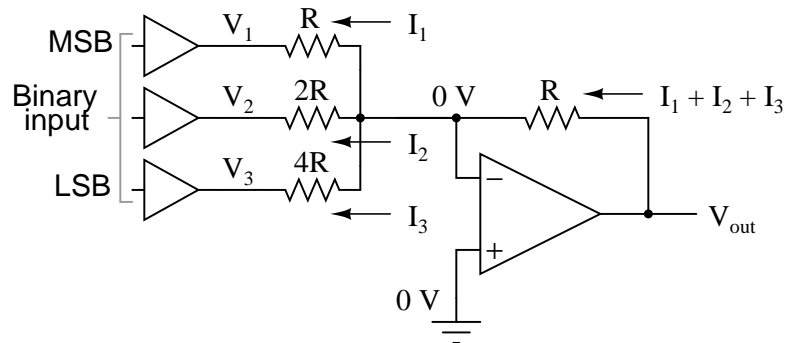 MSB
V1
R
I1
Binary
input
V2
2R
I2
0 V
R
I1 + I2 + I3
LSB
V3
4R
I3
−
+
Vout
0 V